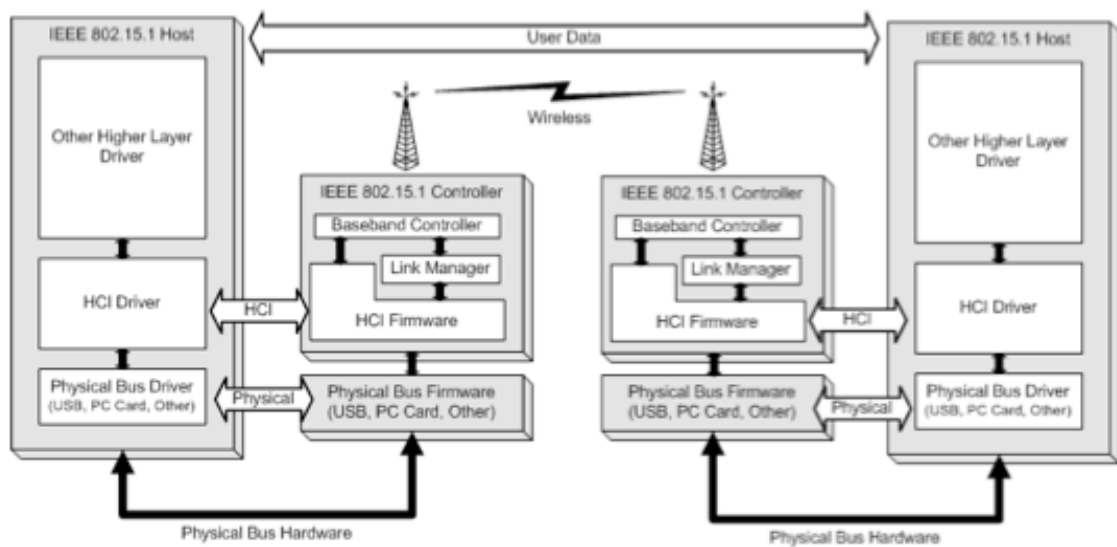 IEEE 802.15.1 Host
User Data
IEEE 802.15.1 Host
Wireless
Other Higher Layer
Driver
Other Higher Layer
Driver
IEEE 802.15.1 Controller
IEEE 802.15.1 Controller
Baseband Controller
Baseband Controller
Link Manager
Link Manager
HCI Driver
HCI
HCI Firmware
HCI Firmware
HCI
HCI Driver
Physical Bus Driver
(USB, PC Card, Other)
Physical
Physical Bus Firmware
(USB, PC Card, Other)
Physical Bus Firmware
(USB, PC Card, Other)
Physical
Physical Bus Driver
(USB, PC Card, Other)
Physical Bus Hardware
Physical Bus Hardware